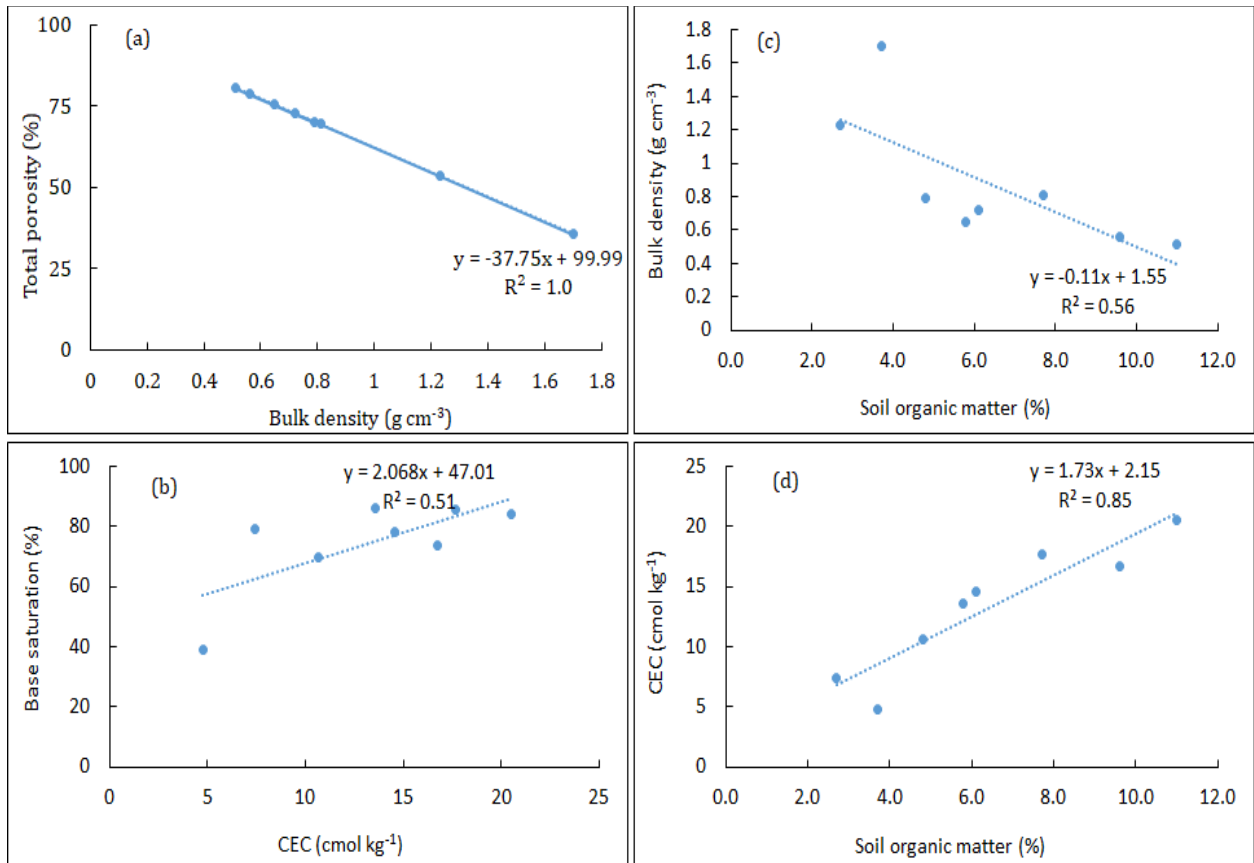 (a)
100
75
50
25
0
Total porosity (%)
y = -37.75x + 99.99
R² = 1.0
0 0.2 0.4 0.6 0.8 1 1.2 1.4 1.6 1.8
Bulk density (g cm⁻³)
(c)
1.8
1.6
1.4
1.2
1
0.8
0.6
0.4
0.2
0
Bulk density (g cm⁻³)
y = -0.11x + 1.55
R² = 0.56
0.0 2.0 4.0 6.0 8.0 10.0 12.0
Soil organic matter (%)
(b)
100
80
60
40
20
0
Base saturation (%)
y = 2.068x + 47.01
R² = 0.51
0 5 10 15 20 25
CEC (cmol kg⁻¹)
(d)
25
20
15
10
5
0
CEC (cmol kg⁻¹)
y = 1.73x + 2.15
R² = 0.85
0.0 2.0 4.0 6.0 8.0 10.0 12.0
Soil organic matter (%)